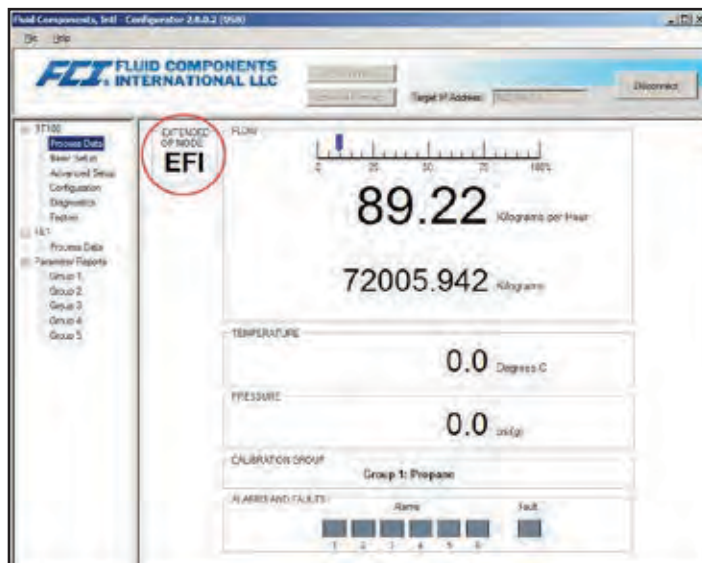 Fluid Components, Intl - Configurator 2.0.0.2 (USB)
File Help
FCI. FLUID COMPONENTS
INTERNATIONAL LLC
Target IP Address:
Disconnect
ST100
Process Data
Basic Setup
Advanced Setup
Configuration
Diagnostics
Factory
Process Data
Parameter Reports
Group 1
Group 2
Group 3
Group 4
Group 5
EXTENDED
OP MODE:
EFI
FLOW
0 25 50 75 100%
89.22 Kilograms per Hour
72005.942 Kilograms
TEMPERATURE
0.0 Degrees C
PRESSURE
0.0
CALIBRATION GROUP
Group 1: Propane
ALARMS AND FAULTS
Alarms Fault
1 2 3 4 5 6